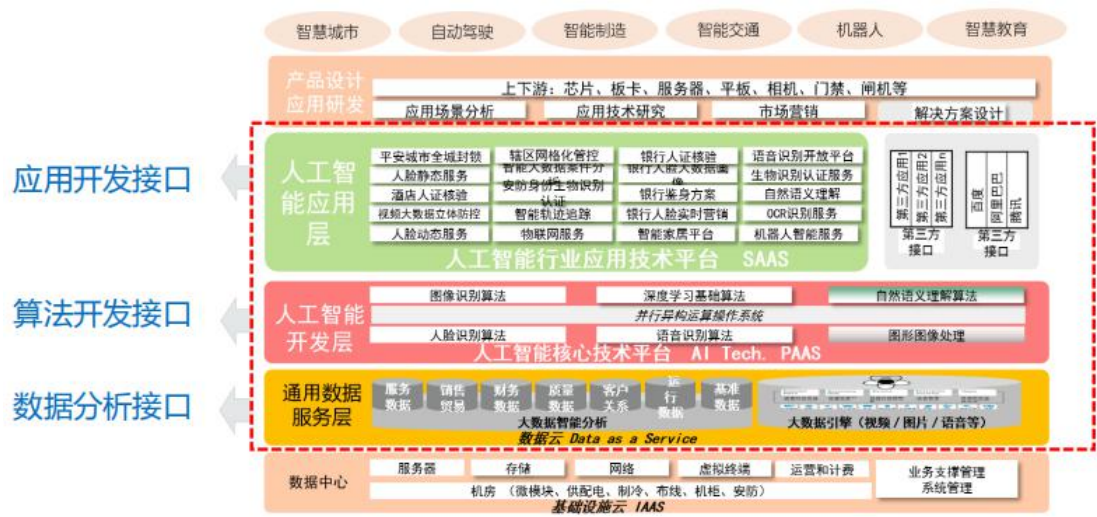 智慧城市 自动驾驶 智能制造 智能交通 机器人 智慧教育
产品设计
应用研发
上下游：芯片、板卡、服务器、平板、相机、门禁、闸机等
应用场景分析 应用技术研究 市场营销 解决方案设计
应用开发接口
人工智
能应用
层
平安城市全城封锁 辖区网格化管控 银行人证核验 语音识别开放平台
人脸静态服务 智能大数据案件分析 银行人脸大数据画像 生物识别认证服务
酒店人证核验 安防身份生物识别认证 银行鉴身方案 自然语义理解
视频大数据立体防控 智能轨迹追踪 银行人脸实时营销 OCR识别服务
人脸动态服务 物联网服务 智能家居平台 机器人智能服务
人工智能行业应用技术平台 SAAS
第三方应用1
第三方应用2
第三方应用n
第三方
接口
百度
阿里巴巴
腾讯
第三方
接口
算法开发接口
人工智能
开发层
图像识别算法 深度学习基础算法 自然语义理解算法
并行异构运算操作系统
人脸识别算法 语音识别算法 图形图像处理
人工智能核心技术平台 AI Tech. PAAS
数据分析接口
通用数据
服务层
服务
数据
销售
贸易
财务
数据
质量
数据
客户
关系
运
行
数据
基准
数据
大数据智能分析
大数据引擎（视频/图片/语音等）
数据云 Data as a Service
数据中心
服务器 存储 网络 虚拟终端 运营和计费
机房 （微模块、供配电、制冷、布线、机柜、安防）
业务支撑管理
系统管理
基础设施云 IAAS